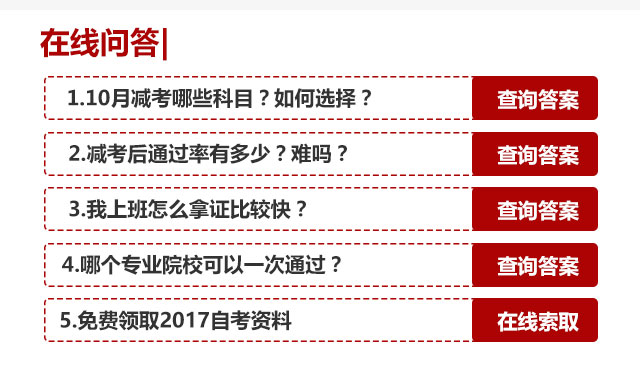 在线问答|
1.10月减考哪些科目？如何选择？ 查询答案
2.减考后通过率有多少？难吗？ 查询答案
3.我上班怎么拿证比较快？ 查询答案
4.哪个专业院校可以一次通过？ 查询答案
5.免费领取2017自考资料 在线索取